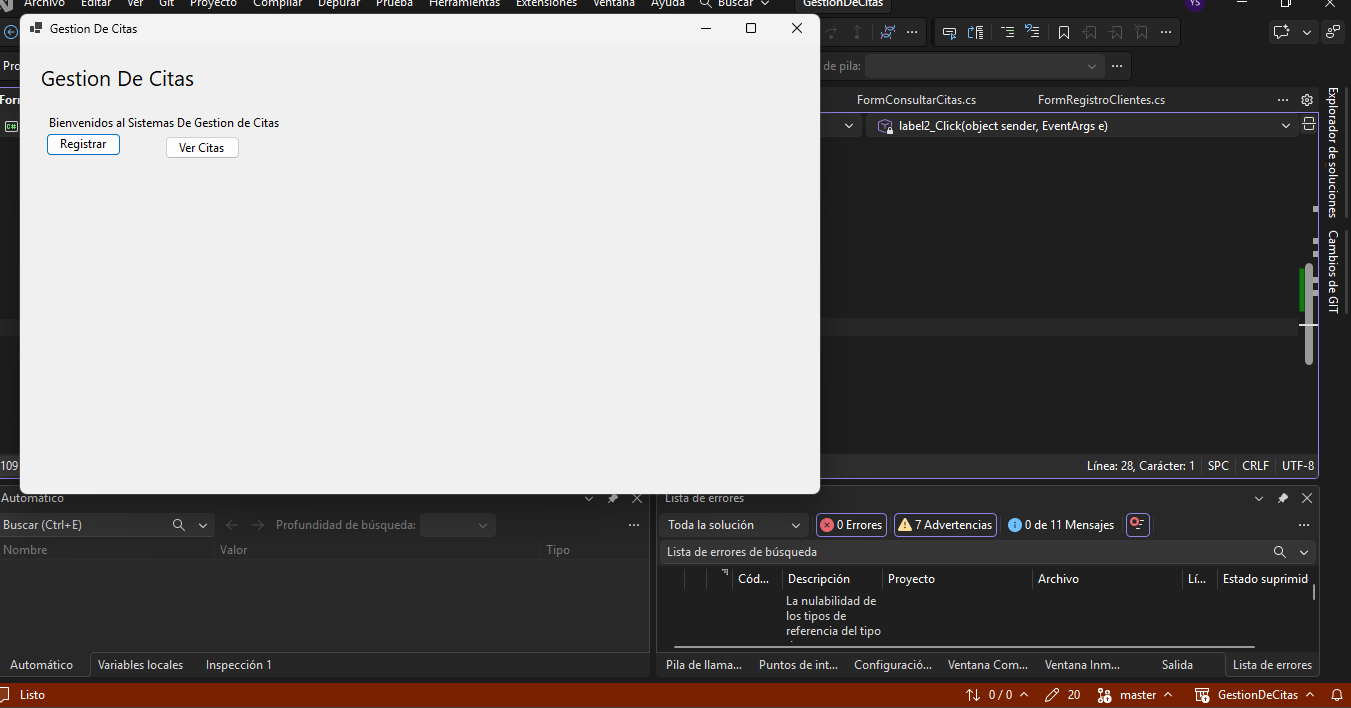 Archivo Editar Ver Git Proyecto Compilar Depurar Prueba Herramientas Extensiones Ventana Ayuda Buscar GestionDeCitas YS
Gestion De Citas
Gestion De Citas
Bienvenidos al Sistemas De Gestion de Citas
Registrar
Ver Citas
Pro
de pila:
Forn
FormConsultarCitas.cs FormRegistroClientes.cs
C#
label2_Click(object sender, EventArgs e)
Explorador de soluciones
Cambios de GIT
109
Línea: 28, Carácter: 1 SPC CRLF UTF-8
Automático
Buscar (Ctrl+E) Profundidad de búsqueda:
Nombre Valor Tipo
Automático Variables locales Inspección 1
Lista de errores
Toda la solución 0 Errores 7 Advertencias 0 de 11 Mensajes
Lista de errores de búsqueda
Cód... Descripción Proyecto Archivo Lí... Estado suprimid
La nulabilidad de
los tipos de
referencia del tipo
Pila de llama... Puntos de int... Configuració... Ventana Com... Ventana Inm... Salida Lista de errores
Listo 0 / 0 20 master GestionDeCitas